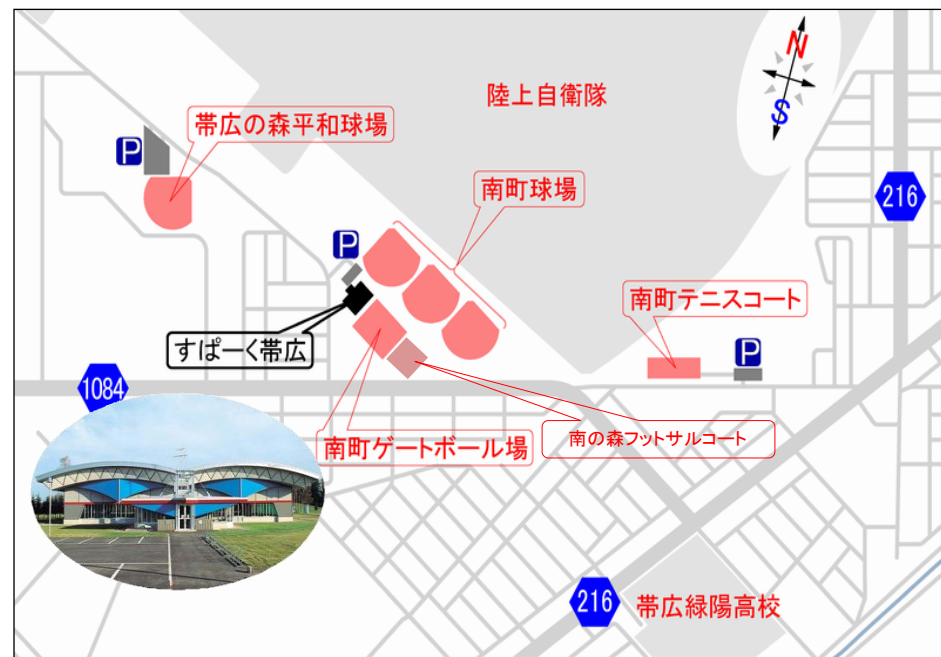 N
S
陸上自衛隊
帯広の森平和球場
P
南町球場
216
P
南町テニスコート
すぱーく帯広
P
1084
南町ゲートボール場
南の森フットサルコート
216
帯広緑陽高校